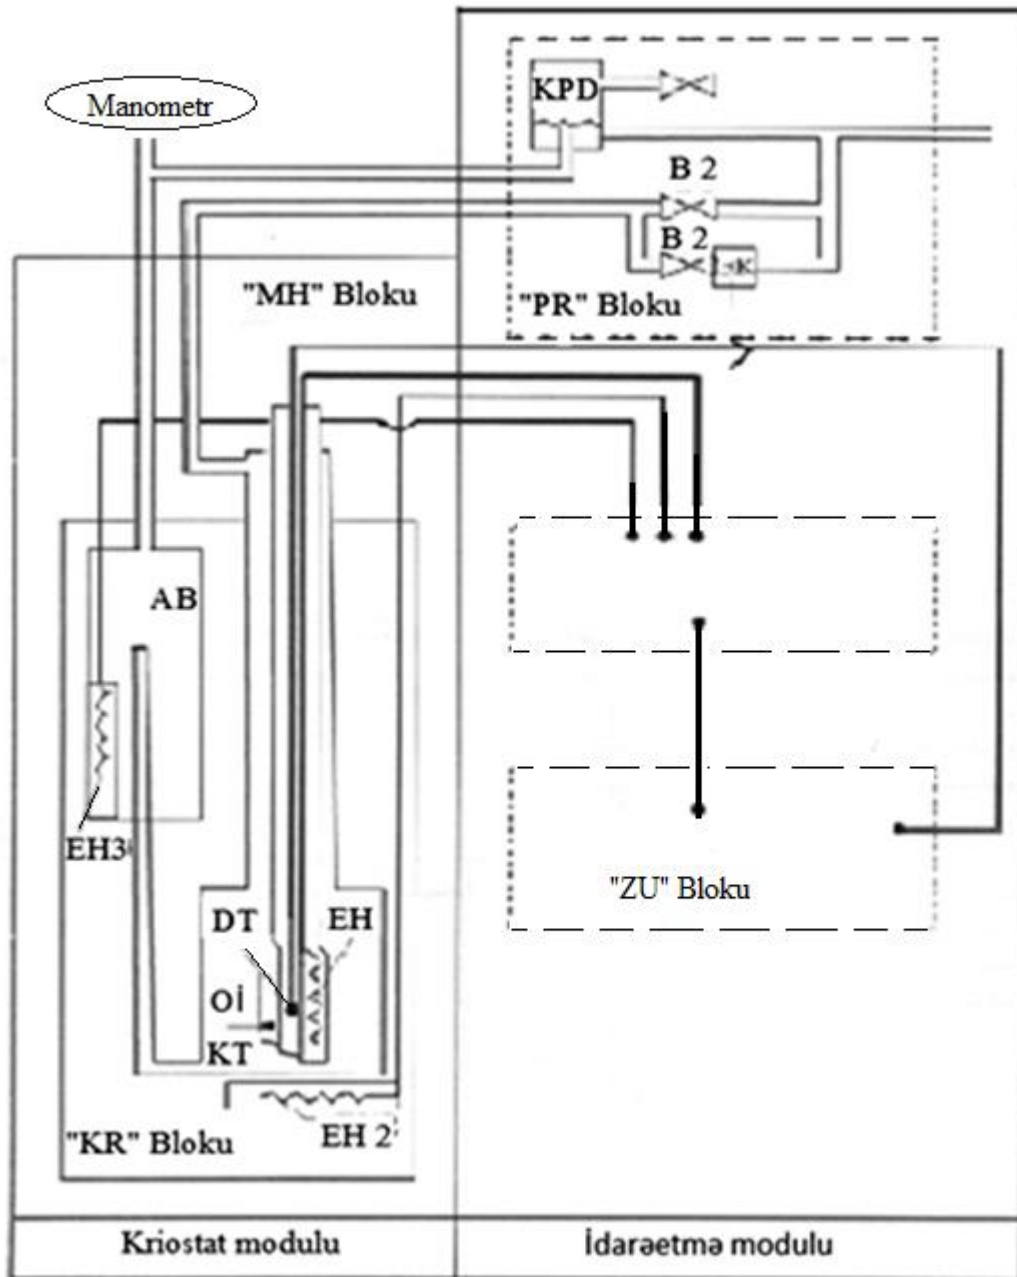 Manometr
KPD
B 2
B 2
K
"PR" Bloku
"MH" Bloku
AB
EH3
DT
EH
Oİ
KT
EH 2
"KR" Bloku
"ZU" Bloku
Kriostat modulu
İdarəetmə modulu